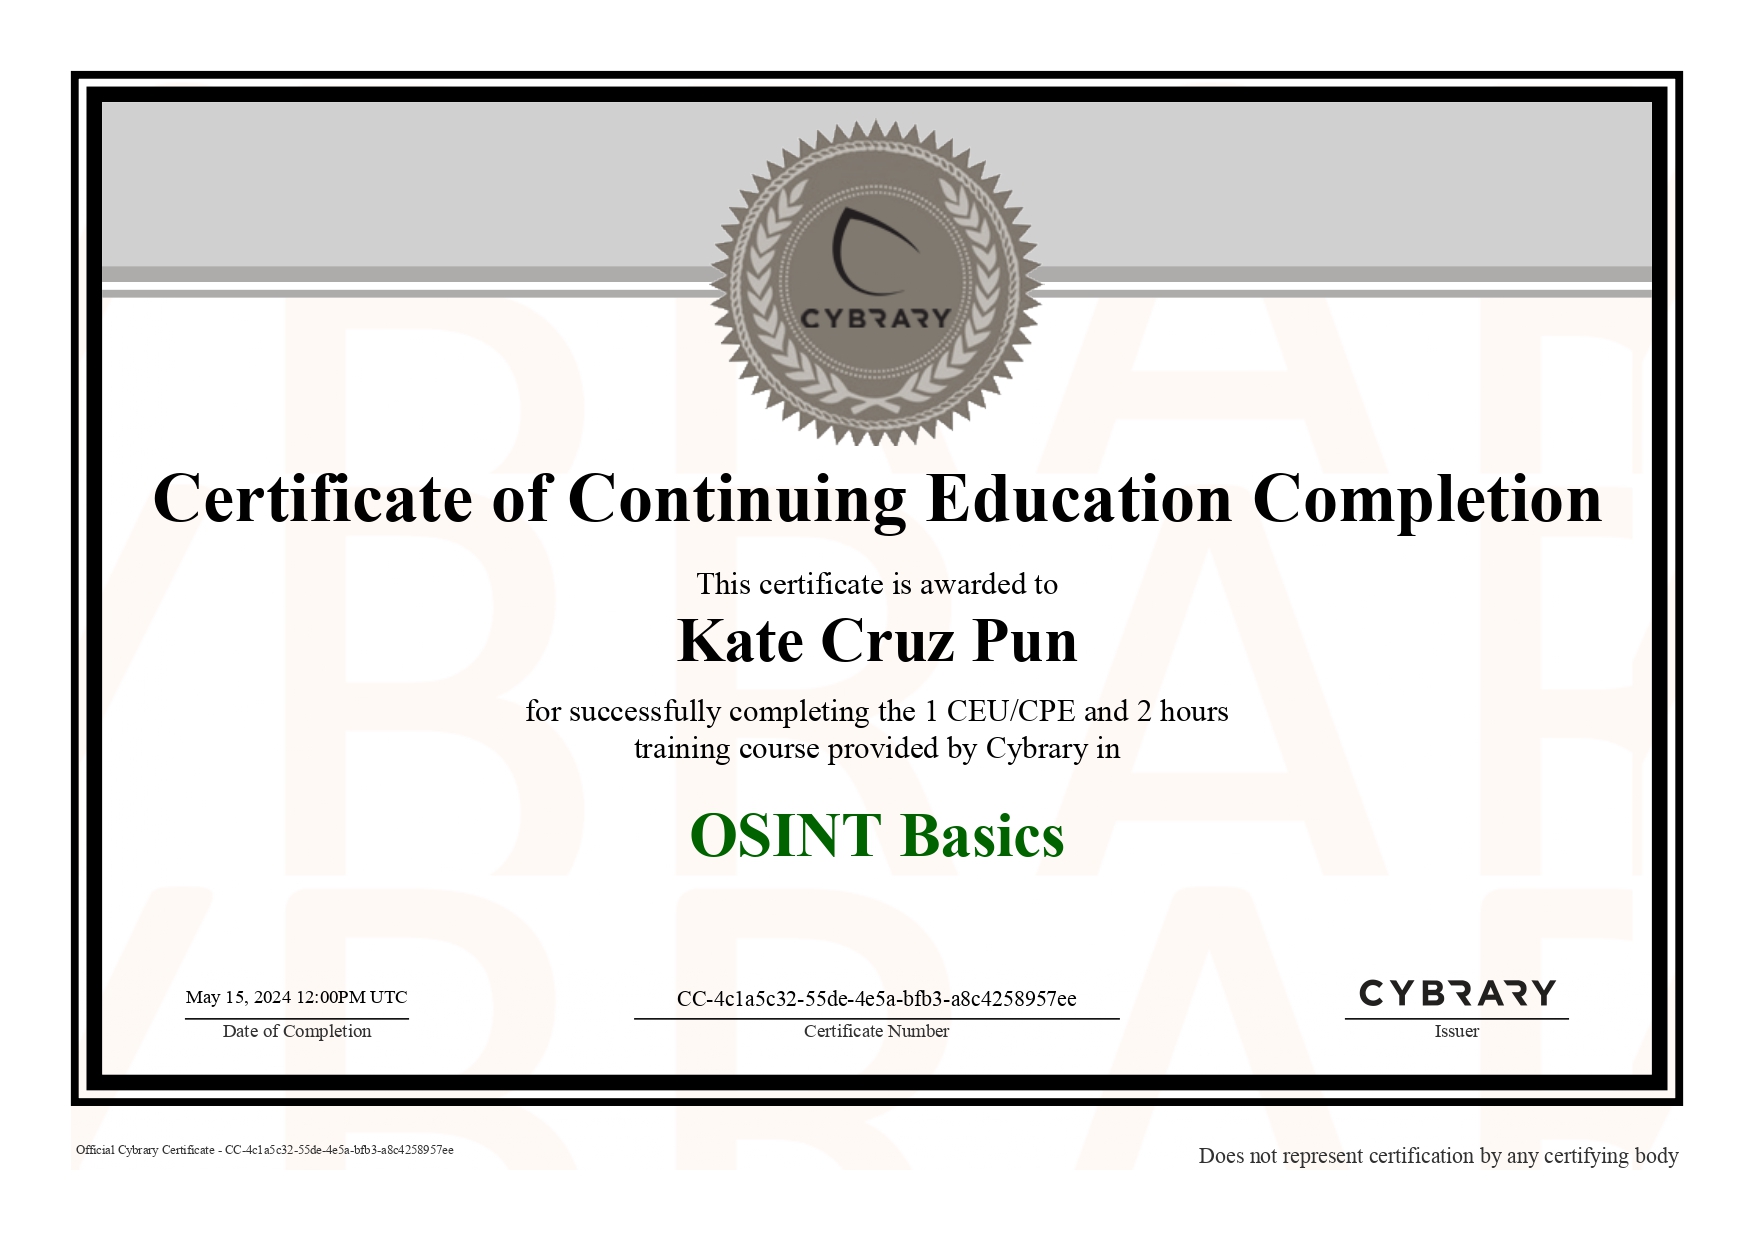 CYBRARY
Certificate of Continuing Education Completion
This certificate is awarded to
Kate Cruz Pun
for successfully completing the 1 CEU/CPE and 2 hours
training course provided by Cybrary in
OSINT Basics
May 15, 2024 12:00PM UTC
Date of Completion
CC-4c1a5c32-55de-4e5a-bfb3-a8c4258957ee
Certificate Number
CYBRARY
Issuer
Official Cybrary Certificate - CC-4c1a5c32-55de-4e5a-bfb3-a8c4258957ee
Does not represent certification by any certifying body